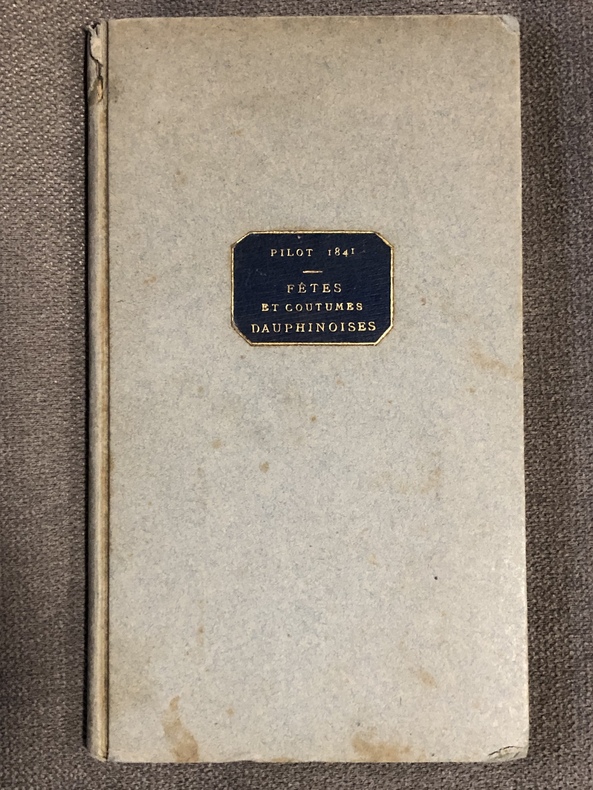 PILOT 1841
FÊTES
ET COUTUMES
DAUPHINOISES